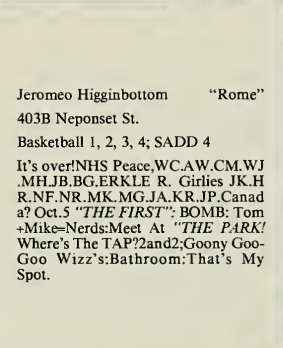 Jeromeo Higginbottom "Rome"
403B Neponset St.
Basketball 1, 2, 3, 4; SADD 4
It's over!NHS Peace,WC.AW.CM.WJ
.MH.JB.BG.ERKLE R. Girlies JK.H
R.NF.NR.MK.MG.JA.KR.JP.Canad
a? Oct.5 "THE FIRST": BOMB: Tom
+Mike=Nerds:Meet At "THE PARK!
Where's The TAP?2and2;Goony Goo-
Goo Wizz's:Bathroom:That's My
Spot.